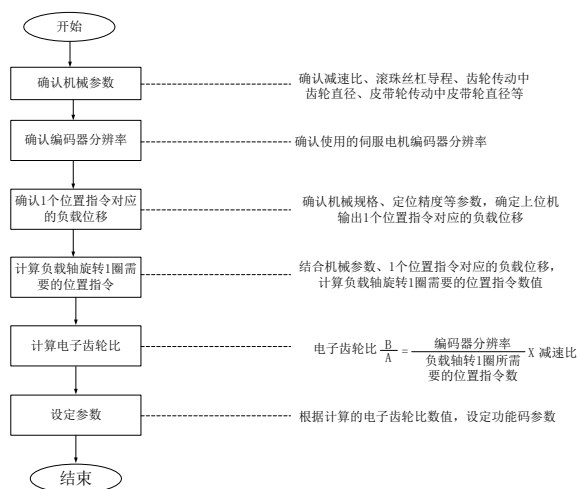 开始
确认机械参数
确认减速比、滚珠丝杠导程、齿轮传动中
齿轮直径、皮带轮传动中皮带轮直径等
确认编码器分辨率
确认使用的伺服电机编码器分辨率
确认1个位置指令对应
的负载位移
确认机械规格、定位精度等参数，确定上位机
输出1个位置指令对应的负载位移
计算负载轴旋转1圈需
要的位置指令
结合机械参数、1个位置指令对应的负载位移，
计算负载轴旋转1圈需要的位置指令数值
计算电子齿轮比
电子齿轮比 B/A = 编码器分辨率
负载轴转1圈所需
要的位置指令数
X 减速比
设定参数
根据计算的电子齿轮比数值，设定功能码参数
结束